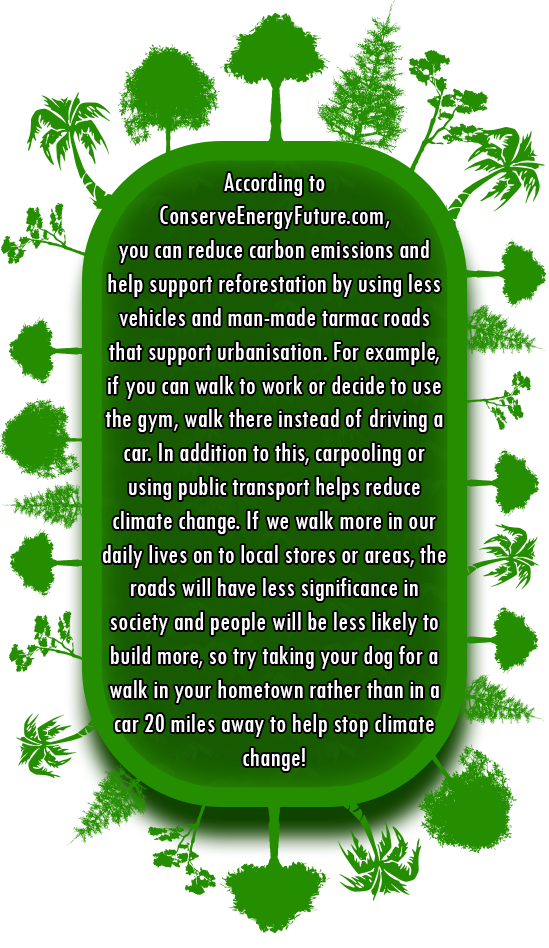 According to
ConserveEnergyFuture.com,
you can reduce carbon emissions and
help support reforestation by using less
vehicles and man-made tarmac roads
that support urbanisation. For example,
if you can walk to work or decide to use
the gym, walk there instead of driving a
car. In addition to this, carpooling or
using public transport helps reduce
climate change. If we walk more in our
daily lives on to local stores or areas, the
roads will have less significance in
society and people will be less likely to
build more, so try taking your dog for a
walk in your hometown rather than in a
car 20 miles away to help stop climate
change!